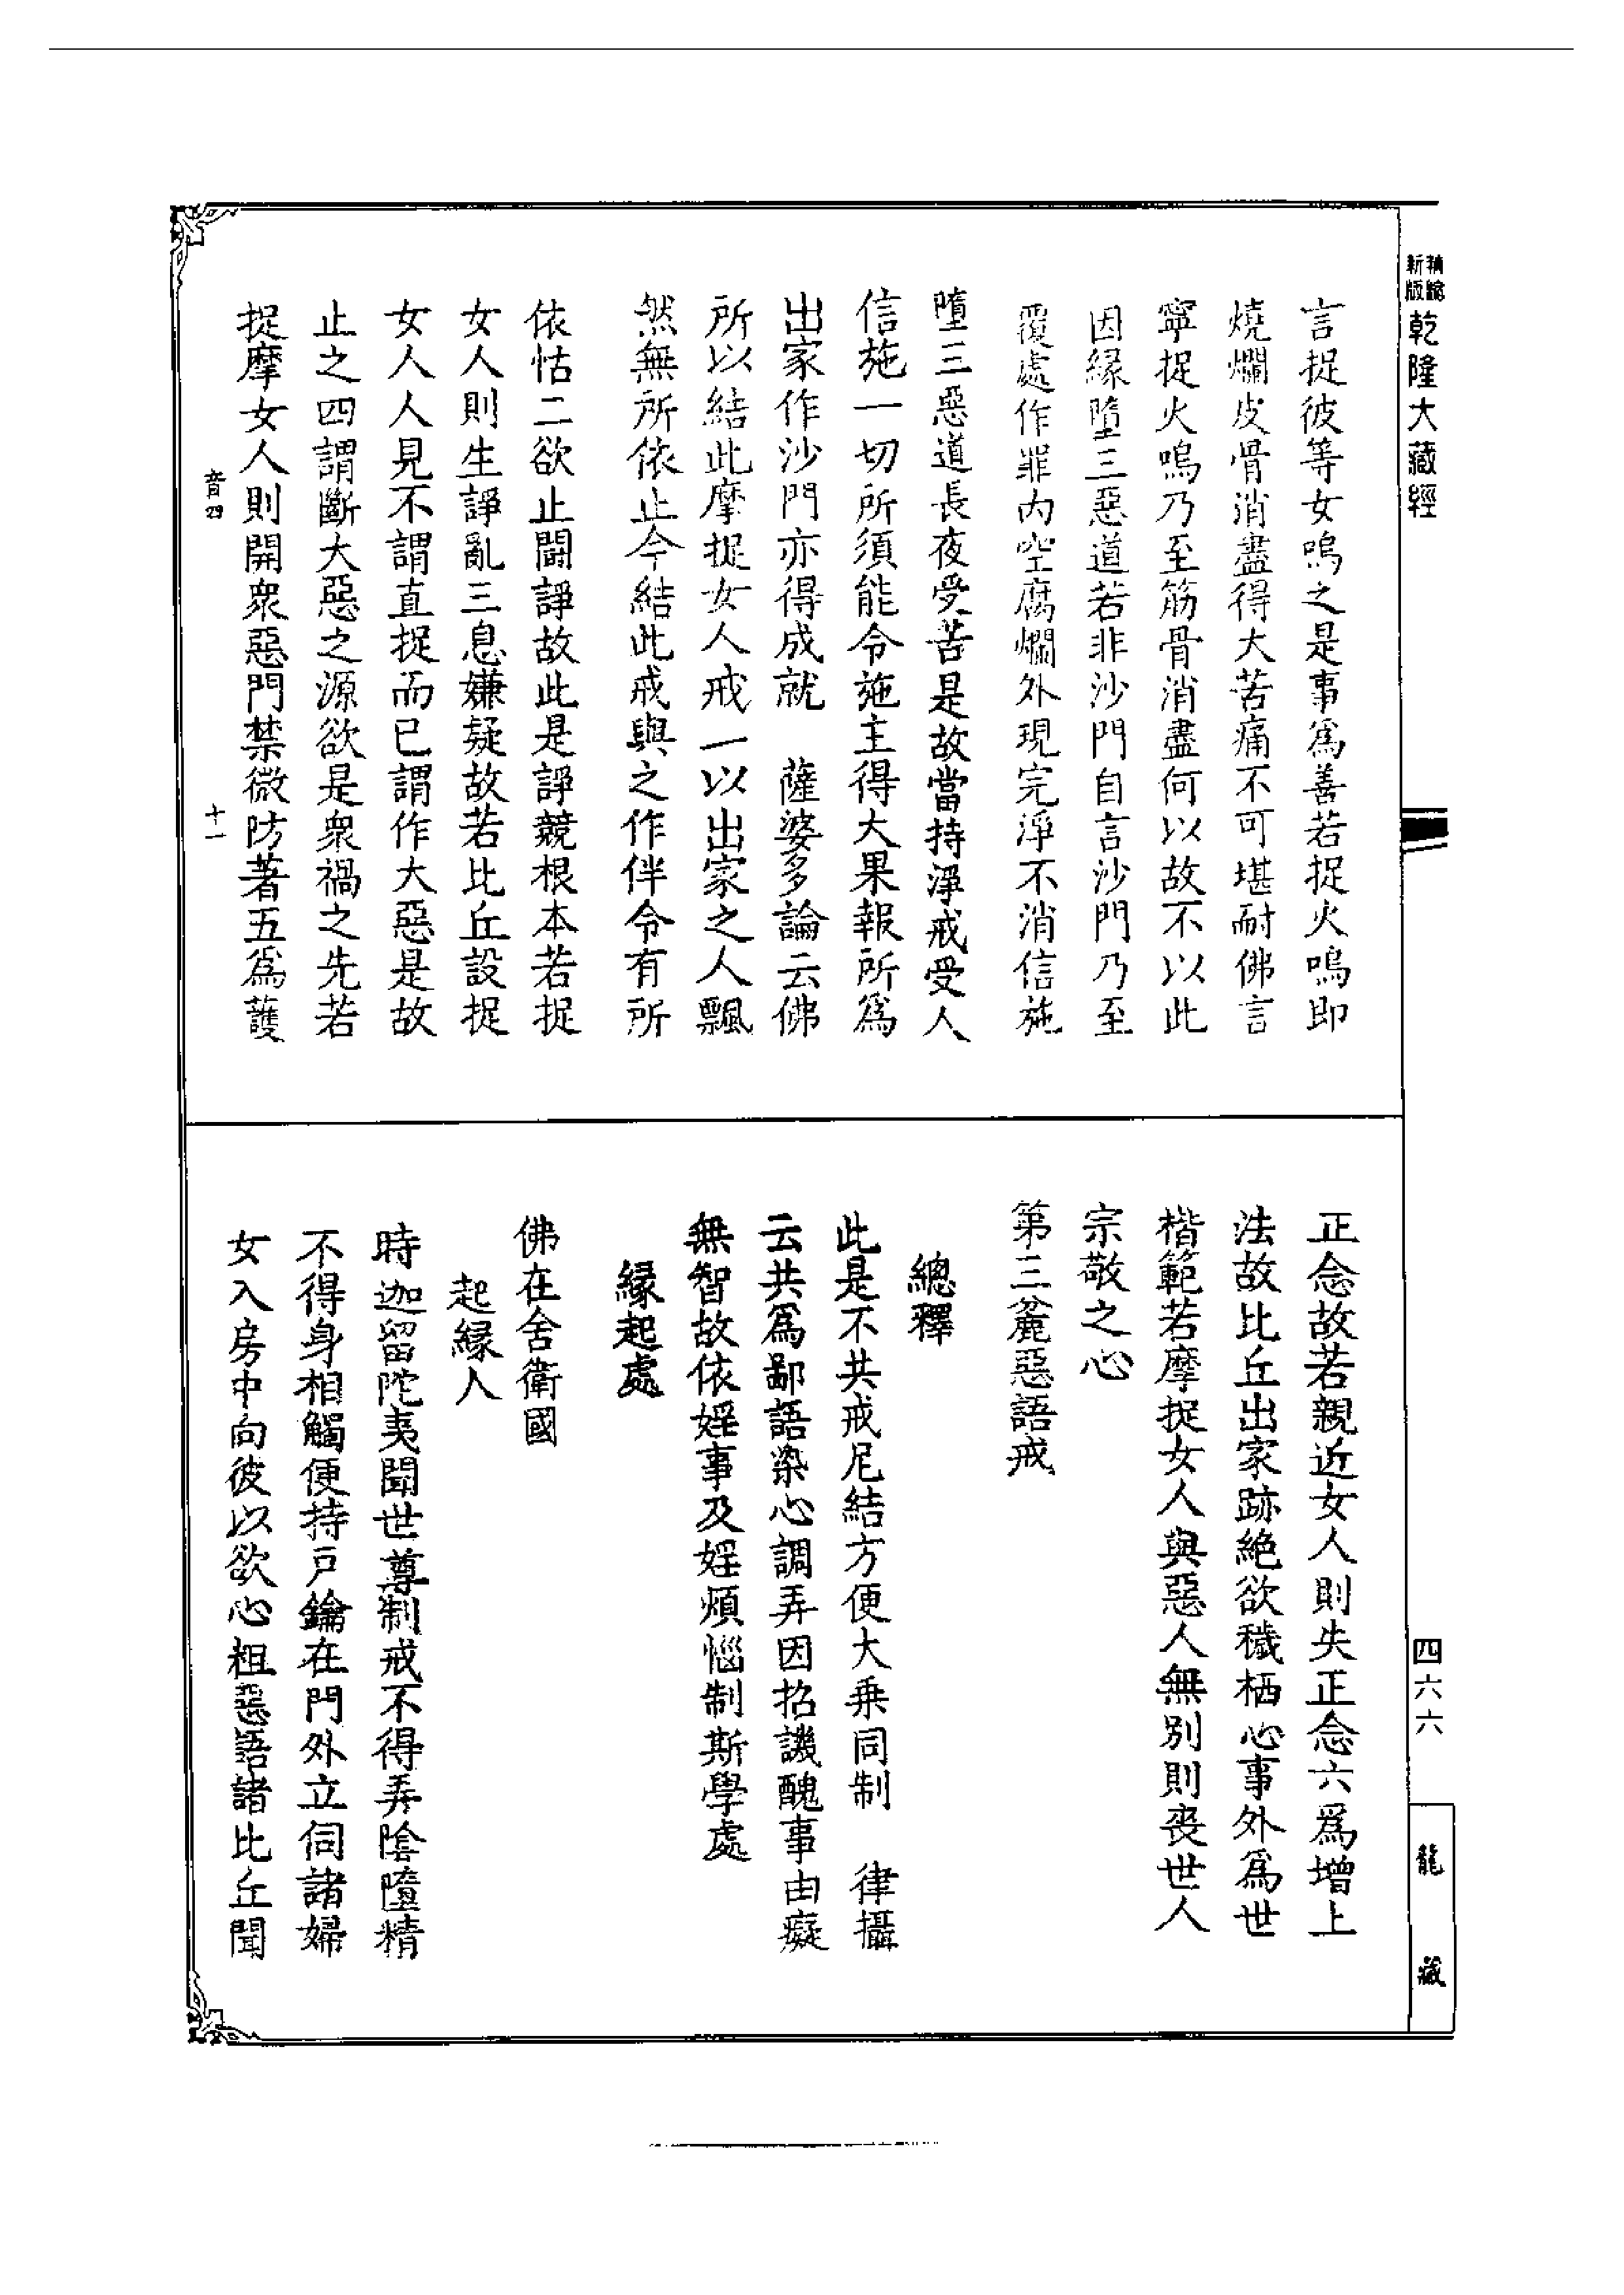 新版
乾隆大藏經
言捉彼等女嗚之是事爲善若捉火嗚即
燒爛皮骨消盡得大苦痛不可堪耐佛言
寧捉火嗚乃至筋骨消盡何以故不以此
因緣墮三惡道若非沙門自言沙門乃至
覆處作罪内空腐爛外現完淨不消信施
墮三惡道長夜受苦是故當持淨戒受人
信施一切所須能令施主得大果報所爲
出家作沙門亦得成就　薩婆多論云佛
所以結此摩捉女人戒一以出家之人飄
然無所依止今結此戒與之作伴令有所
依怙二欲止鬪諍故此是諍競根本若捉
女人則生諍亂三息嫌疑故若比丘設捉
女人人見不謂直捉而已謂作大惡是故
止之四謂斷大惡之源欲是衆禍之先若
捉摩女人則開衆惡門禁微防著五爲護
音四
十一
正念故若親近女人則失正念六爲增上
法故比丘出家跡絶欲穢栖心事外爲世
楷範若摩捉女人與惡人無別則喪世人
宗敬之心
第三麄惡語戒
總釋
此是不共戒尼結方便大乘同制　律攝
云共爲鄙語染心調弄因招譏醜事由癡
無智故依婬事及婬煩惱制斯學處
緣起處
佛在舍衛國
起緣人
時迦留陀夷聞世尊制戒不得弄陰墮精
不得身相觸便持戸鑰在門外立伺諸婦
女入房中向彼以欲心粗惡語諸比丘聞
四六六
龍藏